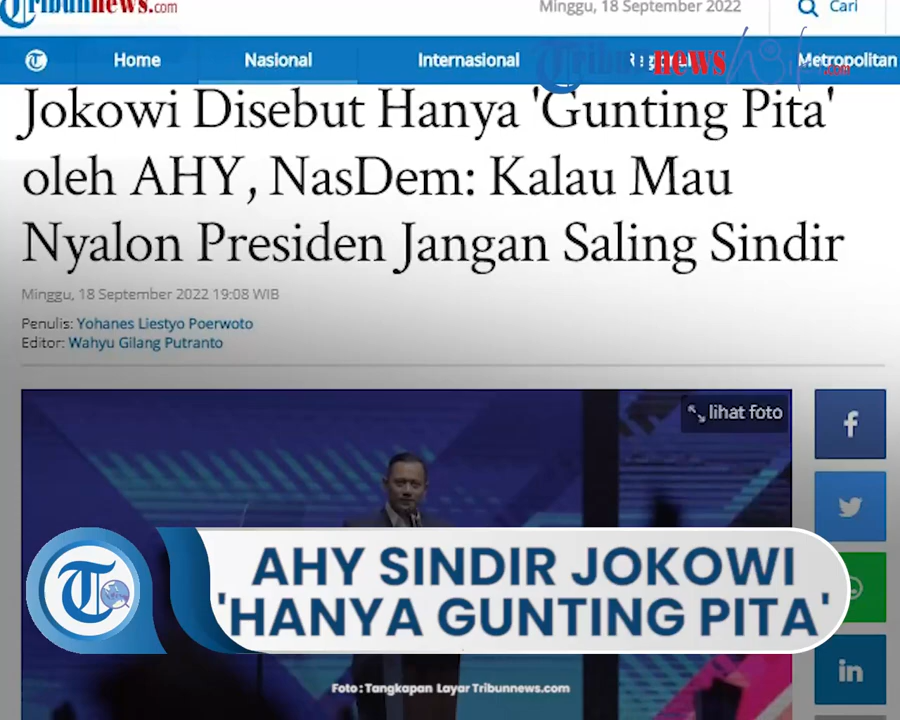 Tribunnews.com
Minggu, 18 September 2022
Cari
Home Nasional Internasional Metropolitan
Tribunnews
.com
Jokowi Disebut Hanya 'Gunting Pita'
oleh AHY, NasDem: Kalau Mau
Nyalon Presiden Jangan Saling Sindir
Minggu, 18 September 2022 19:08 WIB
Penulis: Yohanes Liestyo Poerwoto
Editor: Wahyu Gilang Putranto
lihat foto
AHY SINDIR JOKOWI
'HANYA GUNTING PITA'
Foto : Tangkapan Layar Tribunnews.com